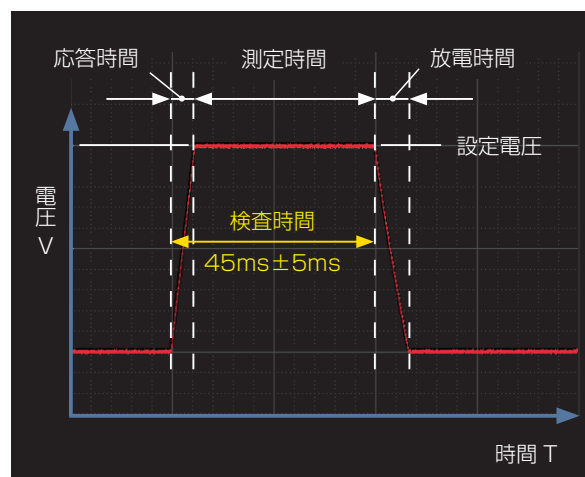 応答時間
測定時間
放電時間
設定電圧
電圧
V
検査時間
45ms±5ms
時間 T